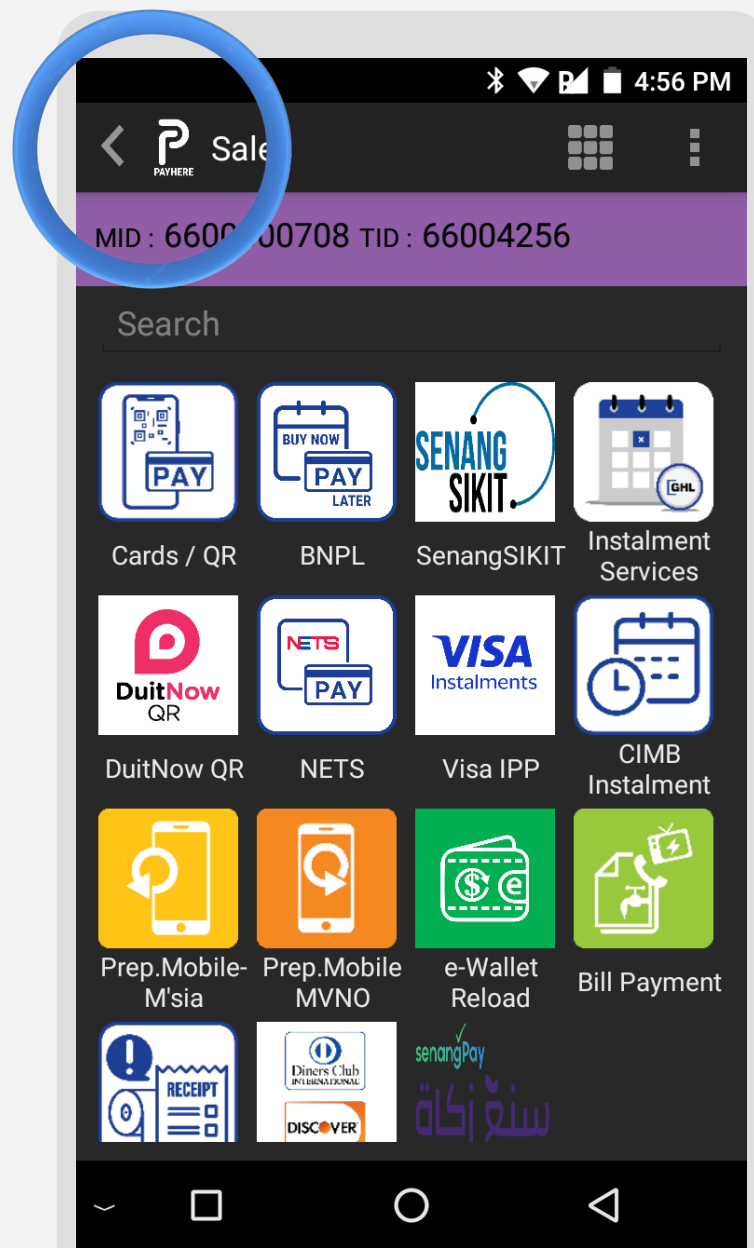 4:56 PM
PAYHERE
Sale
MID : 6600 00708 TID : 66004256
Search
PAY
BUY NOW
PAY
LATER
SENANG
SIKIT.
GHL
Cards / QR
BNPL
SenangSIKIT
Instalment
Services
DuitNow
QR
NETS
PAY
VISA
Instalments
DuitNow QR
NETS
Visa IPP
CIMB
Instalment
Prep.Mobile-
M'sia
Prep.Mobile
MVNO
e-Wallet
Reload
Bill Payment
RECEIPT
Diners Club
INTERNATIONAL
DISCOVER
senangPay
سنڠ زكاة